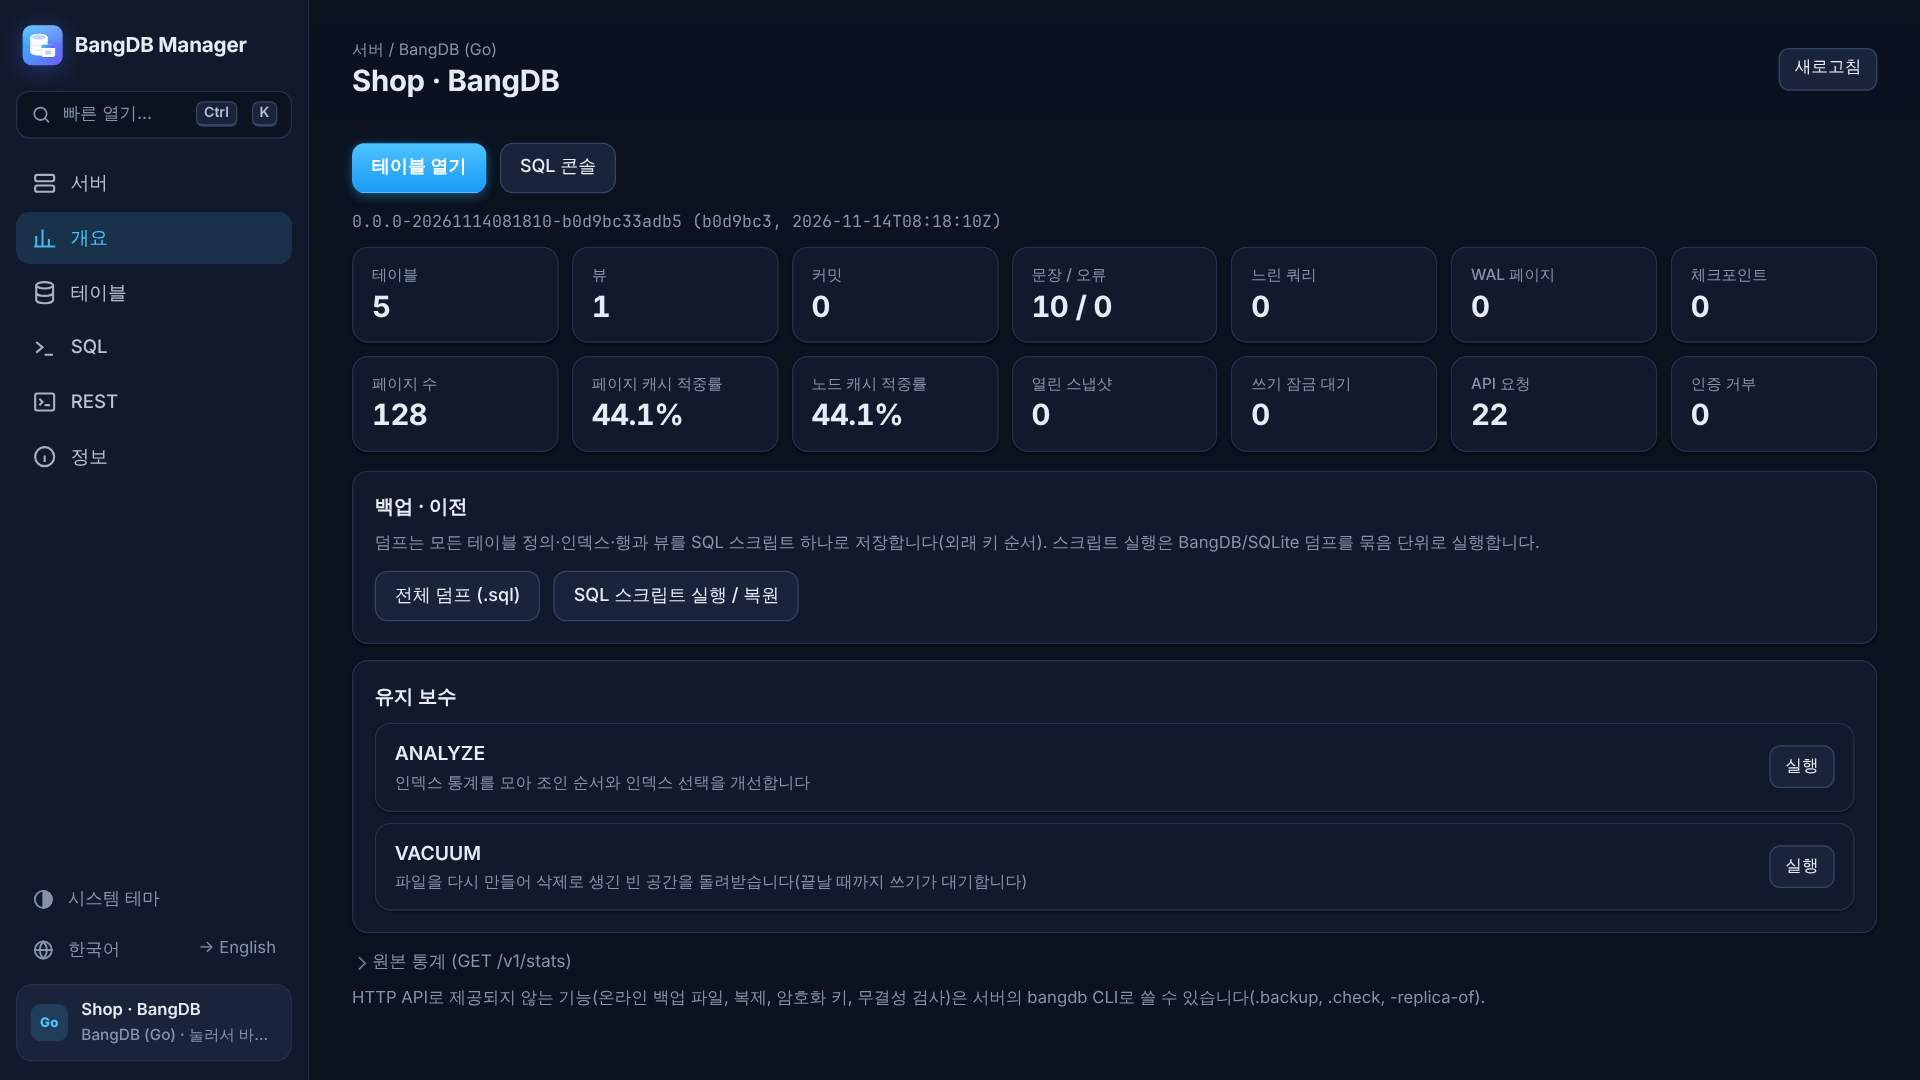 BangDB Manager
빠른 열기... Ctrl K
서버
개요
테이블
SQL
REST
정보
시스템 테마
한국어 → English
Go
Shop · BangDB
BangDB (Go) · 눌러서 바...
서버 / BangDB (Go)
Shop · BangDB
새로고침
테이블 열기 SQL 콘솔
0.0.0-20261114081810-b0d9bc33adb5 (b0d9bc3, 2026-11-14T08:18:10Z)
테이블 뷰 커밋 문장 / 오류 느린 쿼리 WAL 페이지 체크포인트
5 1 0 10 / 0 0 0 0
페이지 수 페이지 캐시 적중률 노드 캐시 적중률 열린 스냅샷 쓰기 잠금 대기 API 요청 인증 거부
128 44.1% 44.1% 0 0 22 0
백업 · 이전
덤프는 모든 테이블 정의·인덱스·행과 뷰를 SQL 스크립트 하나로 저장합니다(외래 키 순서). 스크립트 실행은 BangDB/SQLite 덤프를 묶음 단위로 실행합니다.
전체 덤프 (.sql) SQL 스크립트 실행 / 복원
유지 보수
ANALYZE
인덱스 통계를 모아 조인 순서와 인덱스 선택을 개선합니다
실행
VACUUM
파일을 다시 만들어 삭제로 생긴 빈 공간을 돌려받습니다(끝날 때까지 쓰기가 대기합니다)
실행
원본 통계 (GET /v1/stats)
HTTP API로 제공되지 않는 기능(온라인 백업 파일, 복제, 암호화 키, 무결성 검사)은 서버의 bangdb CLI로 쓸 수 있습니다(.backup, .check, -replica-of).